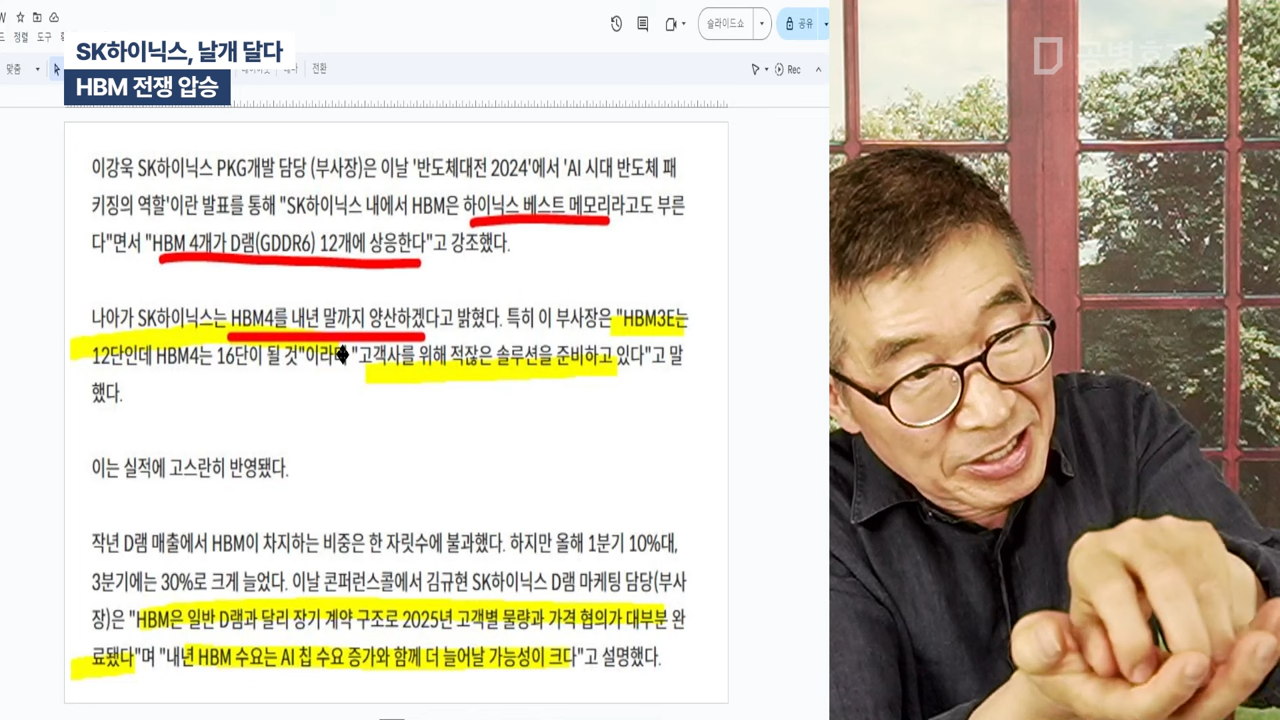 정렬 도구
슬라이드쇼
공유
맞춤
전환
Rec
SK하이닉스, 날개 달다
HBM 전쟁 압승
이강욱 SK하이닉스 PKG개발 담당 (부사장)은 이날 '반도체대전 2024'에서 'AI 시대 반도체 패
키징의 역할'이란 발표를 통해 "SK하이닉스 내에서 HBM은 하이닉스 베스트 메모리라고도 부른
다"면서 "HBM 4개가 D램(GDDR6) 12개에 상응한다"고 강조했다.
나아가 SK하이닉스는 HBM4를 내년 말까지 양산하겠다고 밝혔다. 특히 이 부사장은 "HBM3E는
12단인데 HBM4는 16단이 될 것"이라 "고객사를 위해 적잖은 솔루션을 준비하고 있다"고 말
했다.
이는 실적에 고스란히 반영됐다.
작년 D램 매출에서 HBM이 차지하는 비중은 한 자릿수에 불과했다. 하지만 올해 1분기 10%대,
3분기에는 30%로 크게 늘었다. 이날 콘퍼런스콜에서 김규현 SK하이닉스 D램 마케팅 담당(부사
장)은 "HBM은 일반 D램과 달리 장기 계약 구조로 2025년 고객별 물량과 가격 협의가 대부분 완
료됐다"며 "내년 HBM 수요는 AI 칩 수요 증가와 함께 더 늘어날 가능성이 크다"고 설명했다.